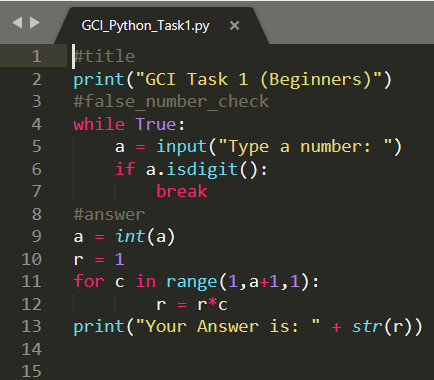 GCI_Python_Task1.py ×
1 #title
2 print("GCI Task 1 (Beginners)")
3 #false_number_check
4 while True:
5     a = input("Type a number: ")
6     if a.isdigit():
7         break
8 #answer
9 a = int(a)
10 r = 1
11 for c in range(1,a+1,1):
12         r = r*c
13 print("Your Answer is: " + str(r))
14
15